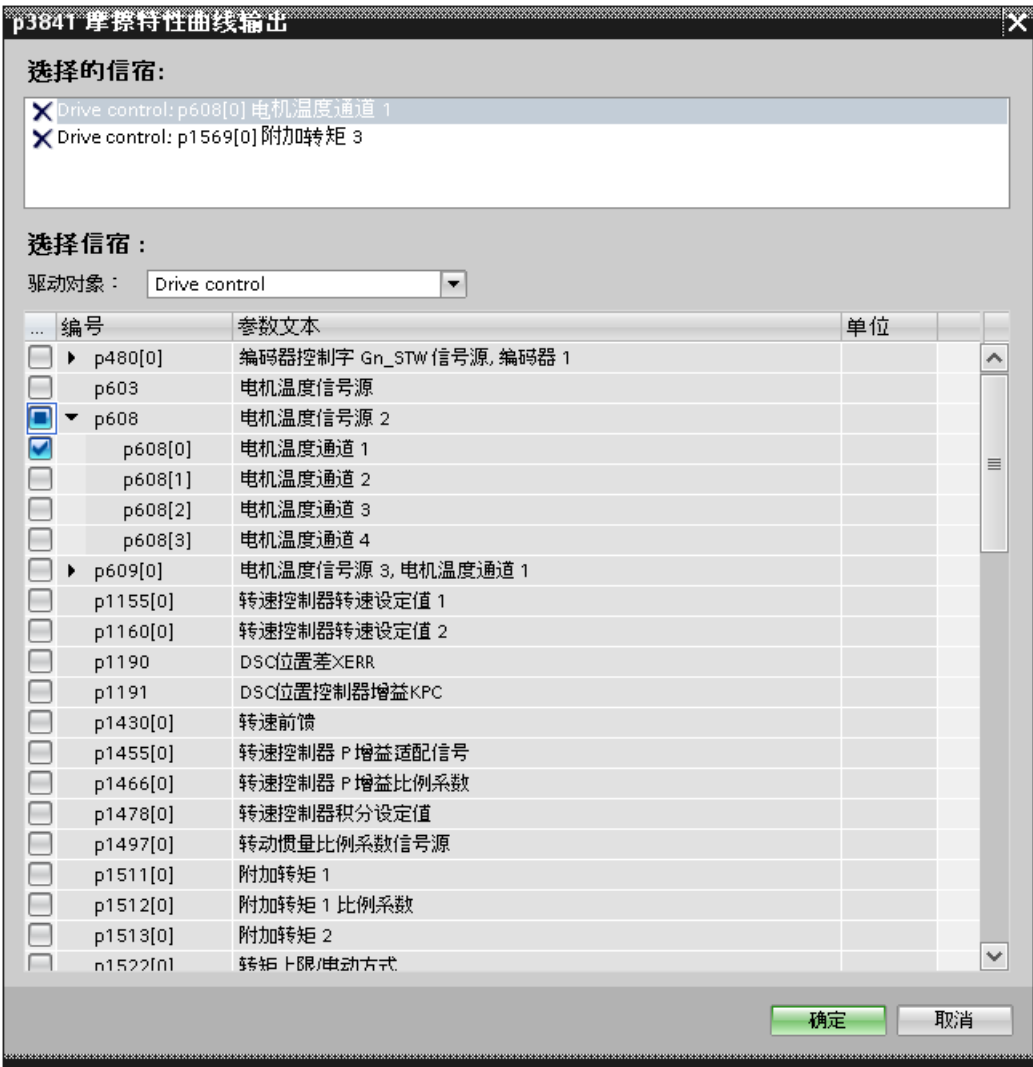 p3841 摩擦特性曲线输出
选择的信宿:
Drive control: p608[0] 电机温度通道 1
Drive control: p1569[0] 附加转矩 3
选择信宿：
驱动对象： Drive control
... 编号 参数文本 单位
p480[0] 编码器控制字 Gn_STW 信号源, 编码器 1
p603 电机温度信号源
p608 电机温度信号源 2
p608[0] 电机温度通道 1
p608[1] 电机温度通道 2
p608[2] 电机温度通道 3
p608[3] 电机温度通道 4
p609[0] 电机温度信号源 3, 电机温度通道 1
p1155[0] 转速控制器转速设定值 1
p1160[0] 转速控制器转速设定值 2
p1190 DSC位置差XERR
p1191 DSC位置控制器增益KPC
p1430[0] 转速前馈
p1455[0] 转速控制器 P 增益适配信号
p1466[0] 转速控制器 P 增益比例系数
p1478[0] 转速控制器积分设定值
p1497[0] 转动惯量比例系数信号源
p1511[0] 附加转矩 1
p1512[0] 附加转矩 1 比例系数
p1513[0] 附加转矩 2
p1522[0] 转矩上限/电动方式
确定 取消